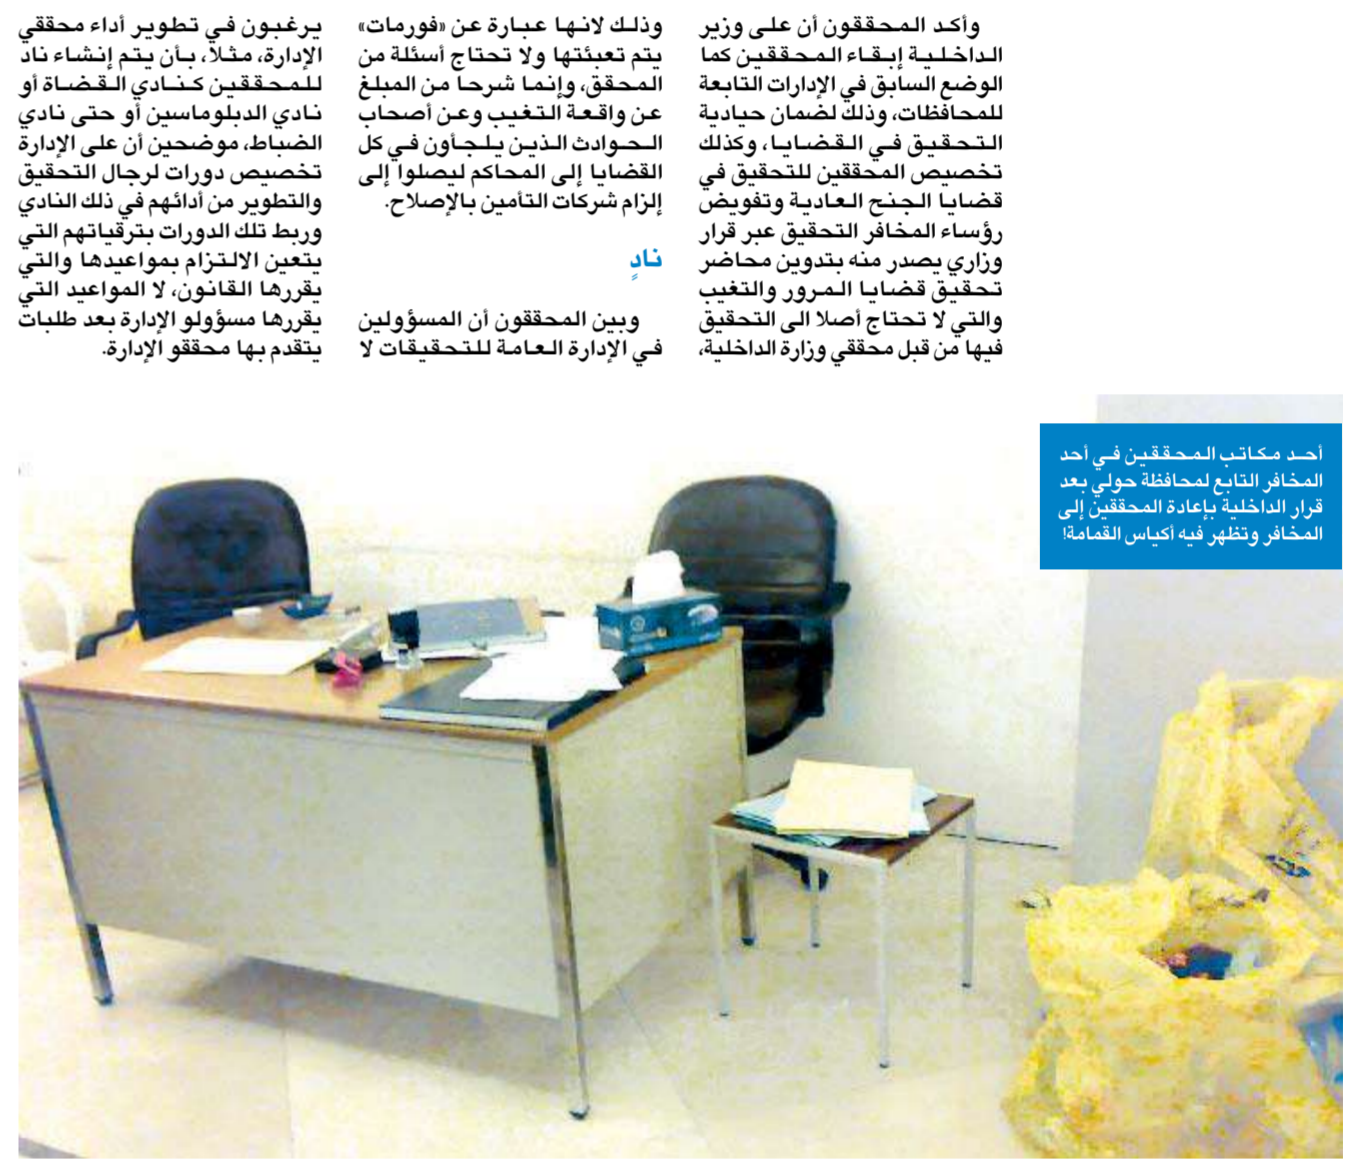 وأكد المحققون أن على وزير
الداخلية إبقاء المحققين كما
الوضع السابق في الإدارات التابعة
للمحافظات، وذلك لضمان حيادية
التحقيق في القضايا، وكذلك
تخصيص المحققين للتحقيق في
قضايا الجنح العادية وتفويض
رؤساء المخافر التحقيق عبر قرار
وزاري يصدر منه بتدوين محاضر
تحقيق قضايا المرور والتغيب
والتي لا تحتاج أصلا الى التحقيق
فيها من قبل محققي وزارة الداخلية،
وذلك لانها عبارة عن «فورمات»
يتم تعبئتها ولا تحتاج أسئلة من
المحقق، وإنما شرحا من المبلغ
عن واقعة التغيب وعن أصحاب
الحوادث الذين يلجأون في كل
القضايا إلى المحاكم ليصلوا إلى
إلزام شركات التأمين بالإصلاح.
نادٍ
وبين المحققون أن المسؤولين
في الإدارة العامة للتحقيقات لا
يرغبون في تطوير أداء محققي
الإدارة، مثلا، بأن يتم إنشاء ناد
للمحققين كنادي القضاة أو
نادي الدبلوماسين أو حتى نادي
الضباط، موضحين أن على الإدارة
تخصيص دورات لرجال التحقيق
والتطوير من أدائهم في ذلك النادي
وربط تلك الدورات بترقياتهم التي
يتعين الالتزام بمواعيدها والتي
يقررها القانون، لا المواعيد التي
يقررها مسؤولو الإدارة بعد طلبات
يتقدم بها محققو الإدارة.
أحد مكاتب المحققين في أحد
المخافر التابع لمحافظة حولي بعد
قرار الداخلية بإعادة المحققين إلى
المخافر وتظهر فيه أكياس القمامة!